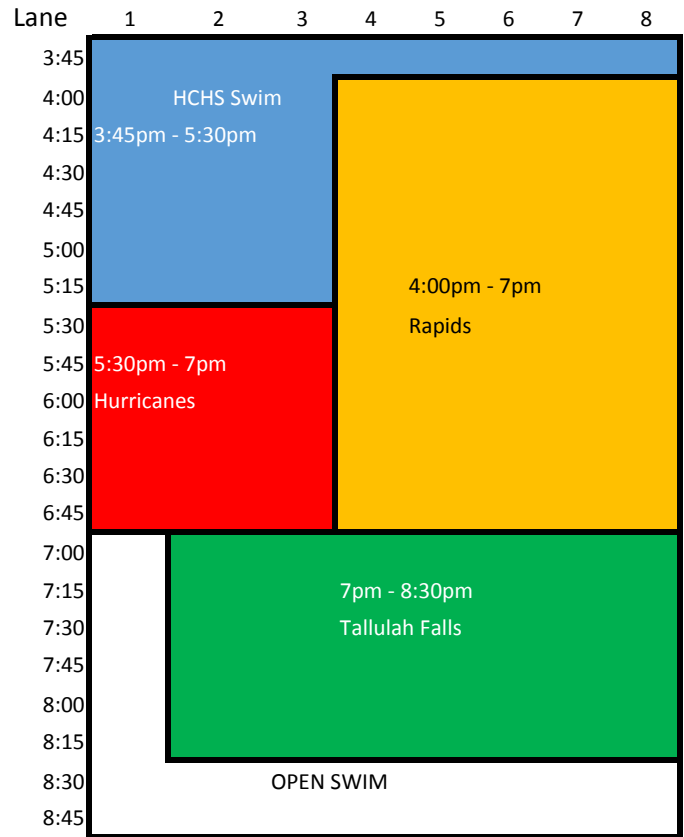 Lane 1 2 3 4 5 6 7 8
3:45
4:00 HCHS Swim
4:15 3:45pm - 5:30pm
4:30
4:45
5:00
5:15 4:00pm - 7pm
5:30 Rapids
5:45 5:30pm - 7pm
6:00 Hurricanes
6:15
6:30
6:45
7:00
7:15 7pm - 8:30pm
7:30 Tallulah Falls
7:45
8:00
8:15
8:30 OPEN SWIM
8:45